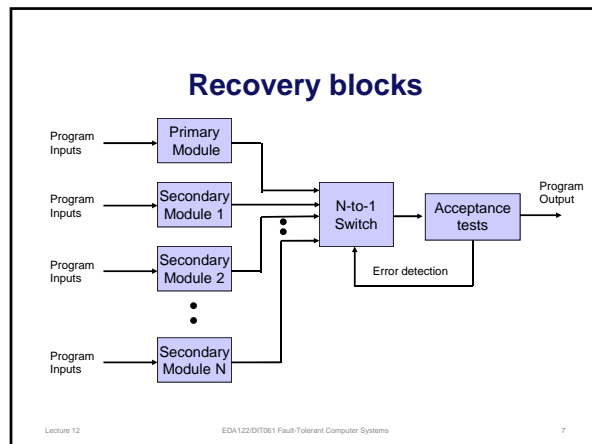 Recovery blocks
Program
Inputs
Primary
Module
Program
Inputs
Secondary
Module 1
Program
Inputs
Secondary
Module 2
Program
Inputs
Secondary
Module N
N-to-1
Switch
Acceptance
tests
Program
Output
Error detection
Lecture 12
EDA122/DIT061 Fault-Tolerant Computer Systems
7